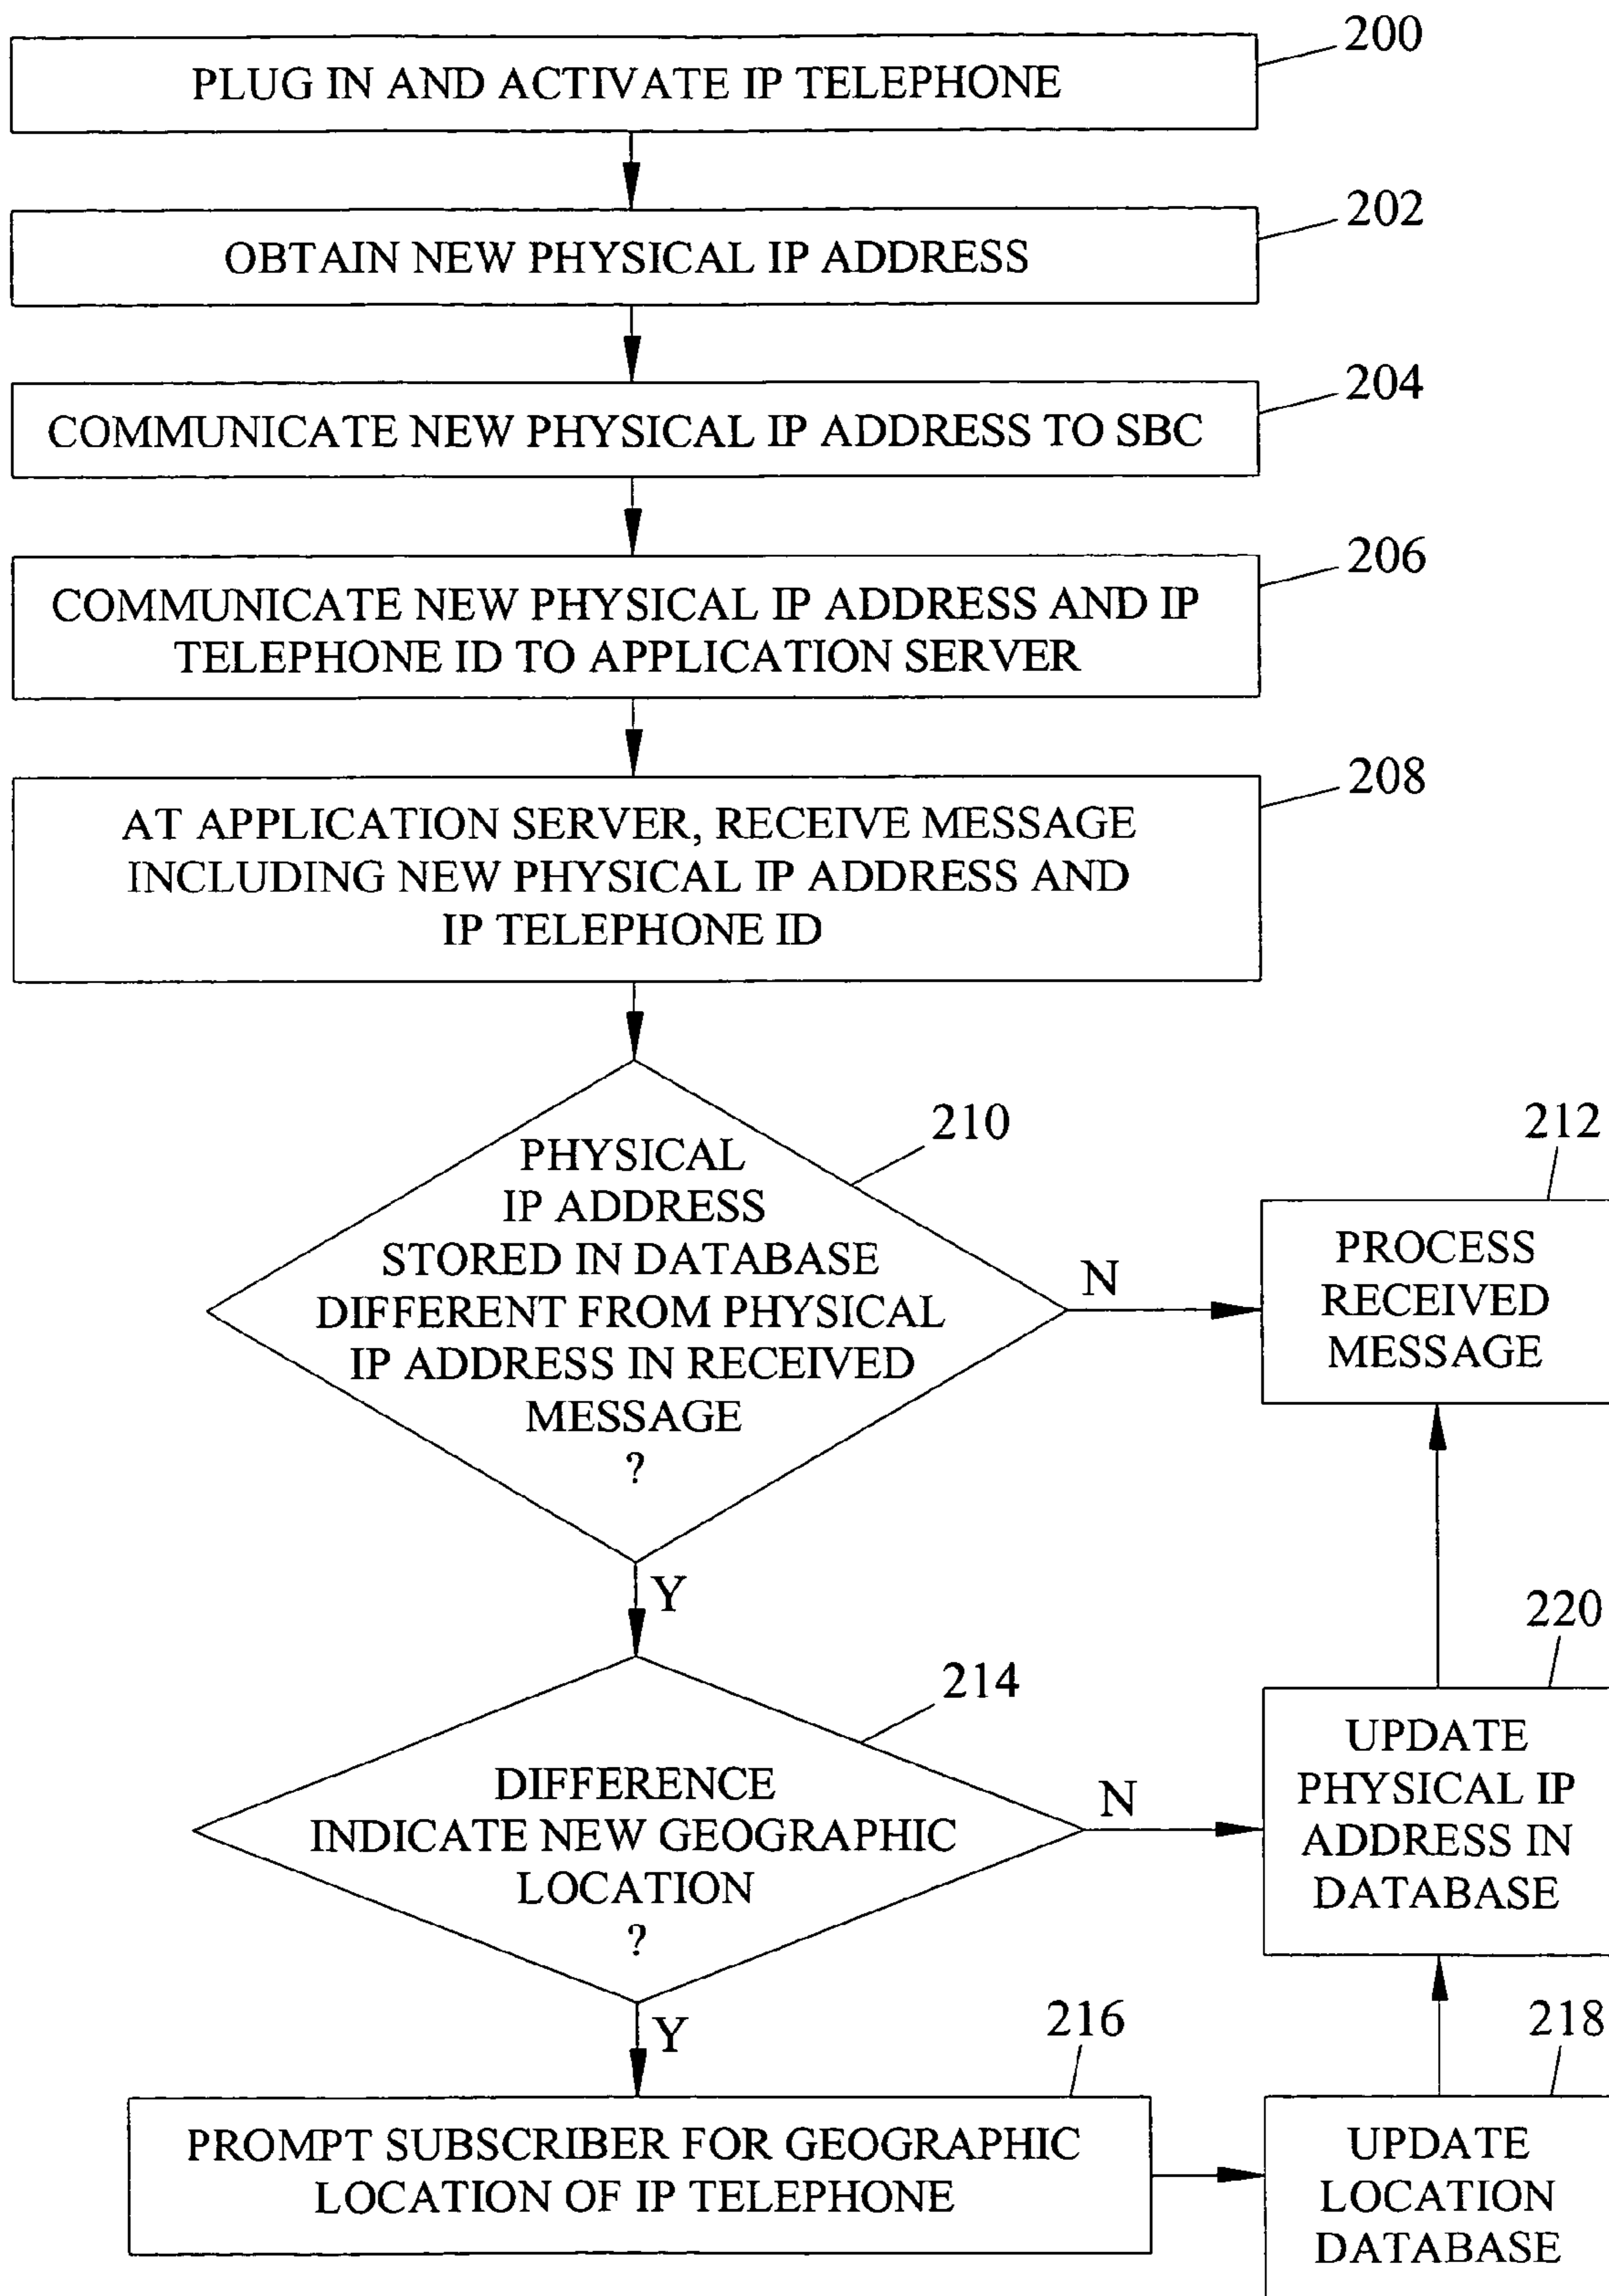 200
PLUG IN AND ACTIVATE IP TELEPHONE
202
OBTAIN NEW PHYSICAL IP ADDRESS
204
COMMUNICATE NEW PHYSICAL IP ADDRESS TO SBC
206
COMMUNICATE NEW PHYSICAL IP ADDRESS AND IP
TELEPHONE ID TO APPLICATION SERVER
208
AT APPLICATION SERVER, RECEIVE MESSAGE
INCLUDING NEW PHYSICAL IP ADDRESS AND
IP TELEPHONE ID
210
PHYSICAL
IP ADDRESS
STORED IN DATABASE
DIFFERENT FROM PHYSICAL
IP ADDRESS IN RECEIVED
MESSAGE
?
N
212
PROCESS
RECEIVED
MESSAGE
Y
214
DIFFERENCE
INDICATE NEW GEOGRAPHIC
LOCATION
?
N
220
UPDATE
PHYSICAL IP
ADDRESS IN
DATABASE
Y
216
PROMPT SUBSCRIBER FOR GEOGRAPHIC
LOCATION OF IP TELEPHONE
218
UPDATE
LOCATION
DATABASE